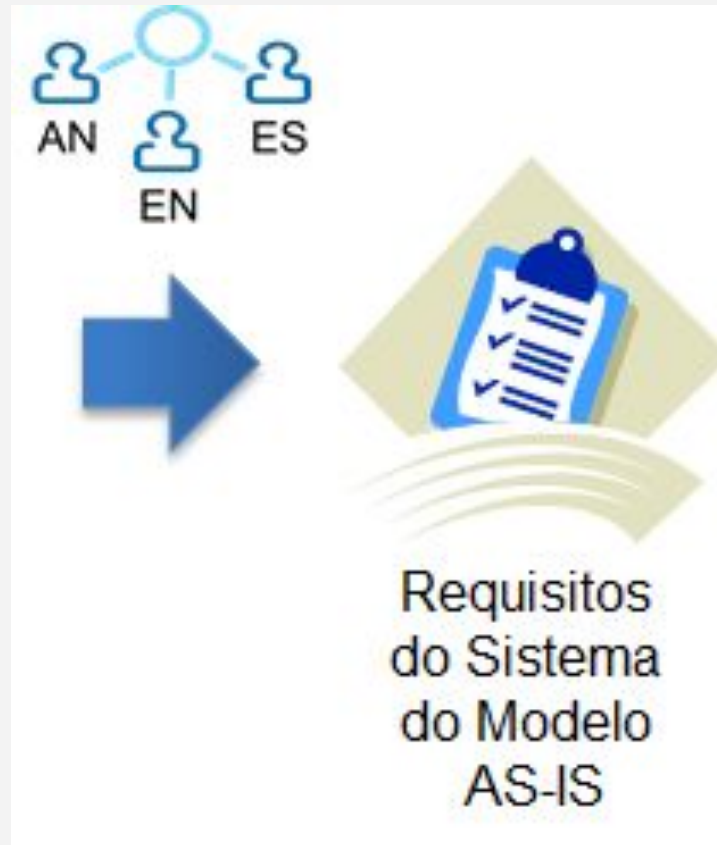 AN
ES
EN
Requisitos
do Sistema
do Modelo
AS-IS